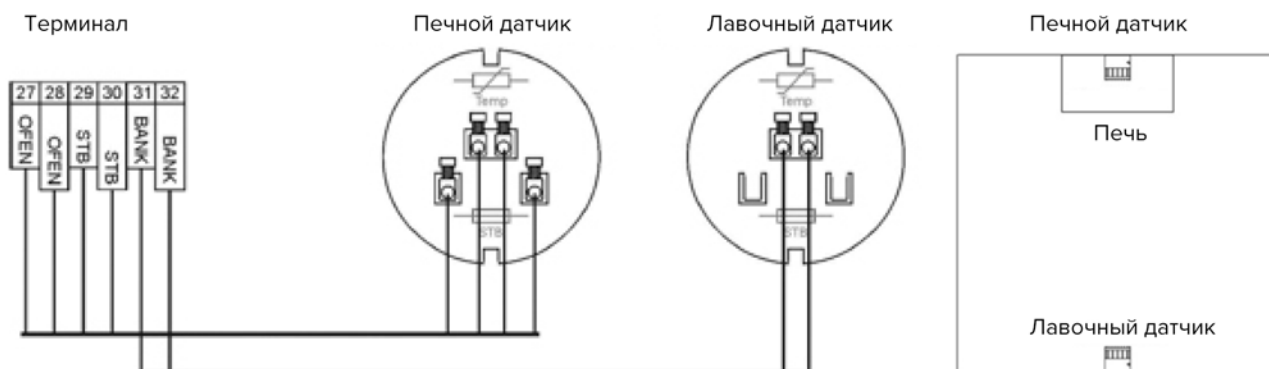 Терминал
Печной датчик
Лавочный датчик
Печной датчик
27 28 29 30 31 32
OFEN OFEN STB STB BANK BANK
Temp
STB
Temp
STB
Печь
Лавочный датчик